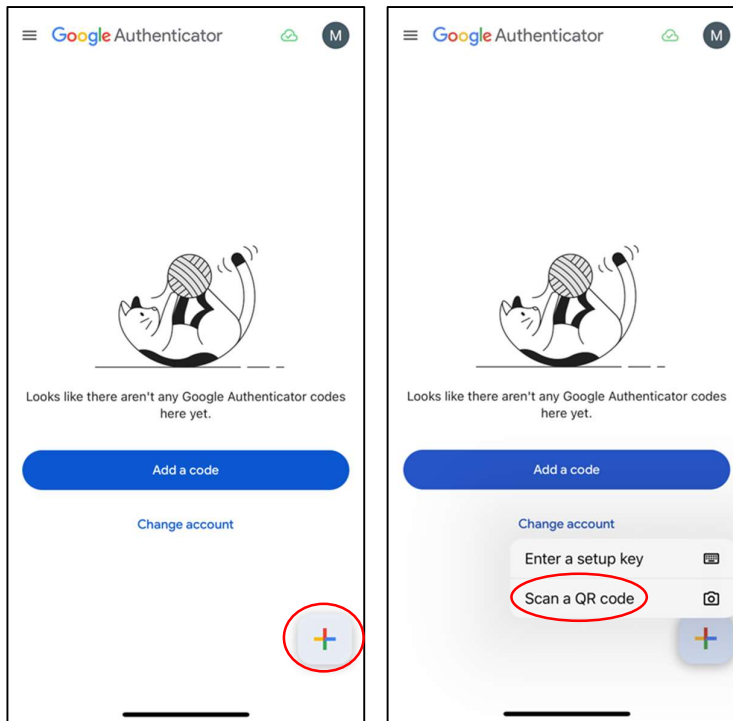 Google Authenticator
M
Looks like there aren't any Google Authenticator codes
here yet.
Add a code
Change account
Google Authenticator
M
Looks like there aren't any Google Authenticator codes
here yet.
Add a code
Change account
Enter a setup key
Scan a QR code